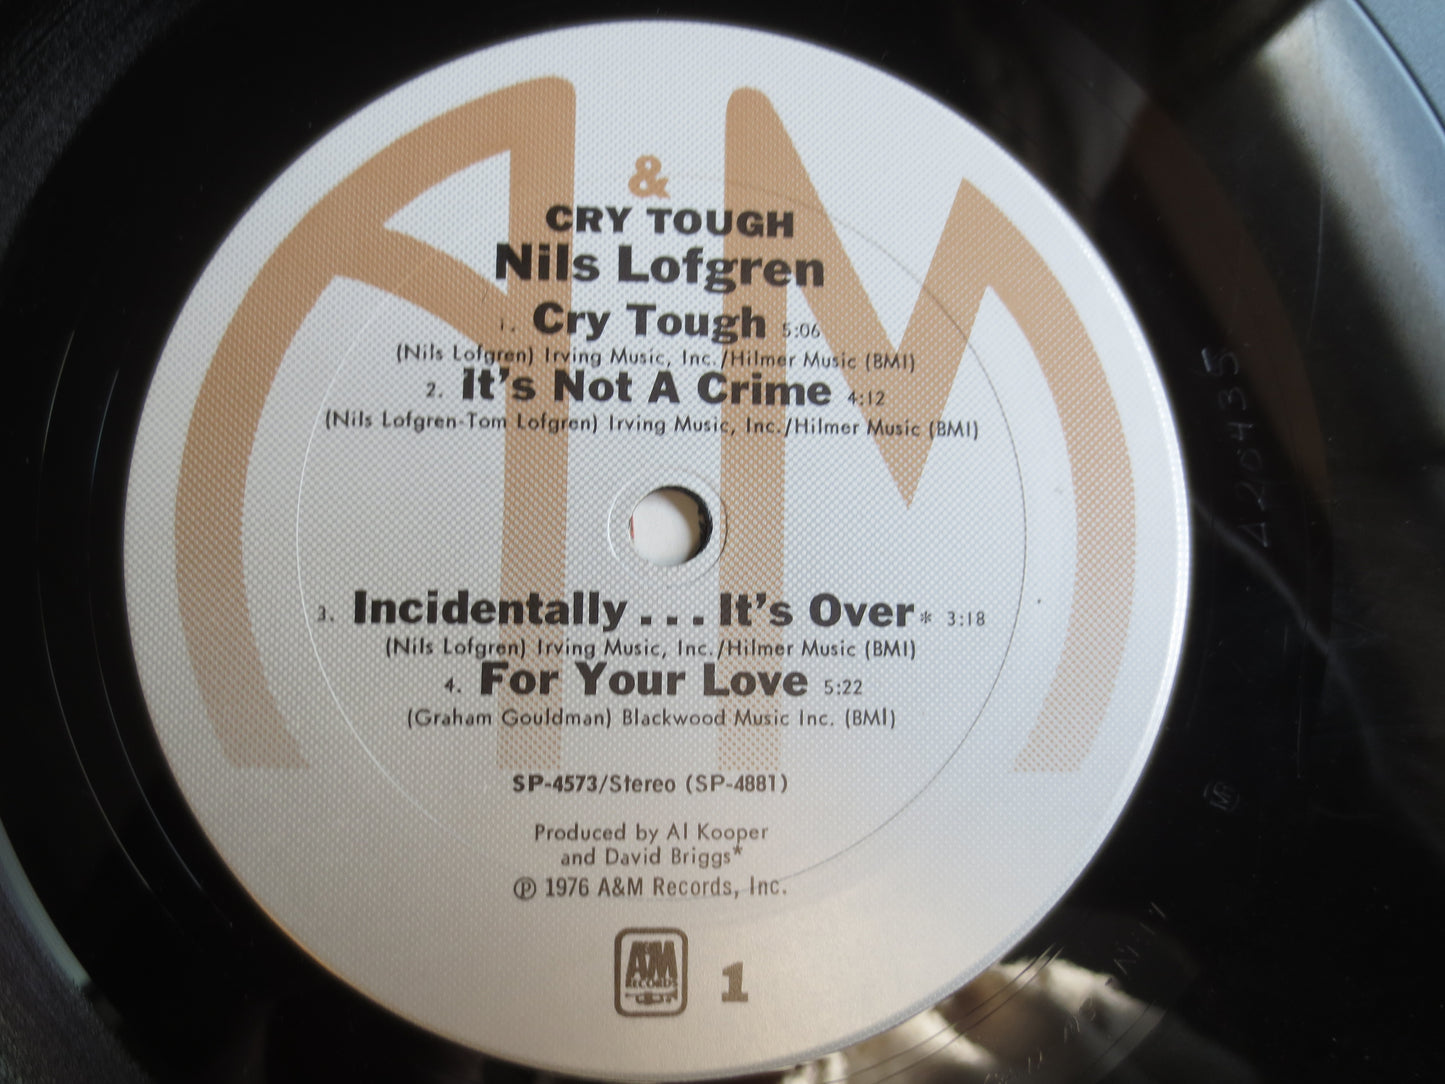 A & M
CRY TOUGH
Nils Lofgren
1. Cry Tough 5:06
(Nils Lofgren) Irving Music, Inc./Hilmer Music (BMI)
2. It's Not A Crime 4:12
(Nils Lofgren-Tom Lofgren) Irving Music, Inc./Hilmer Music (BMI)
3. Incidentally . . . It's Over* 3:18
(Nils Lofgren) Irving Music, Inc./Hilmer Music (BMI)
4. For Your Love 5:22
(Graham Gouldman) Blackwood Music Inc. (BMI)
SP-4573/Stereo (SP-4881)
Produced by Al Kooper
and David Briggs*
℗ 1976 A&M Records, Inc.
A&M
RECORDS
1
A20435